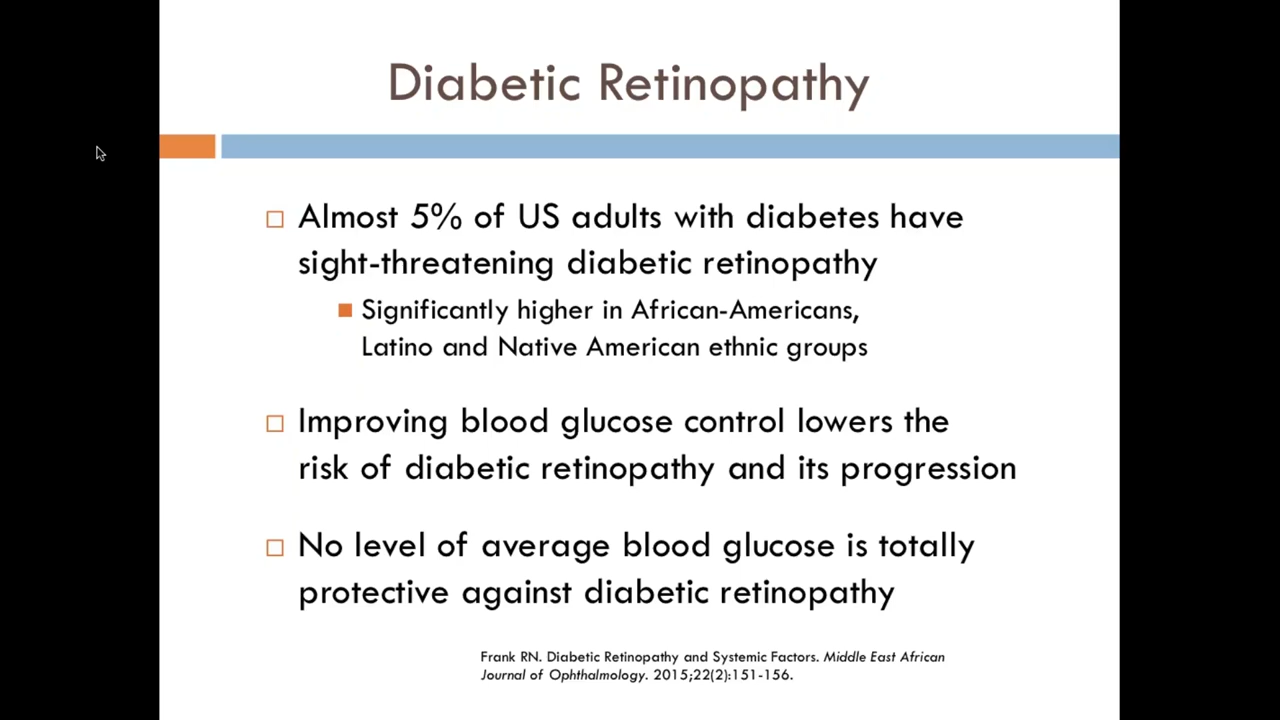 Diabetic Retinopathy
Almost 5% of US adults with diabetes have
sight-threatening diabetic retinopathy
Significantly higher in African-Americans,
Latino and Native American ethnic groups
Improving blood glucose control lowers the
risk of diabetic retinopathy and its progression
No level of average blood glucose is totally
protective against diabetic retinopathy
Frank RN. Diabetic Retinopathy and Systemic Factors. Middle East African
Journal of Ophthalmology. 2015;22(2):151-156.